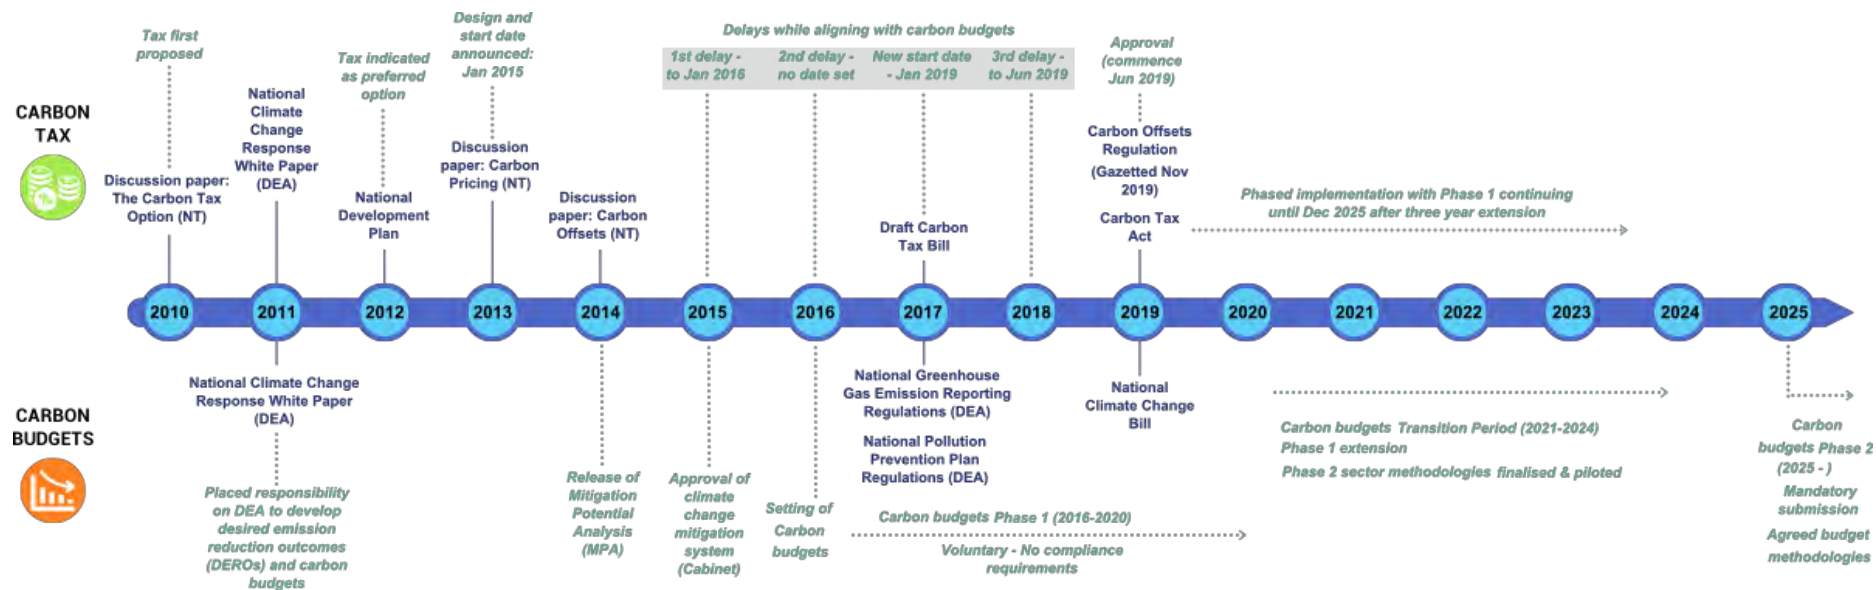 CARBON
TAX
Tax first
proposed
Discussion paper:
The Carbon Tax
Option (NT)
National
Climate
Change
Response
White Paper
(DEA)
Tax indicated
as preferred
option
National
Development
Plan
Design and
start date
announced:
Jan 2015
Discussion
paper: Carbon
Pricing (NT)
Discussion
paper: Carbon
Offsets (NT)
Delays while aligning with carbon budgets
1st delay -
to Jan 2016
2nd delay -
no date set
New start date
- Jan 2019
3rd delay -
to Jun 2019
Draft Carbon
Tax Bill
Approval
(commence
Jun 2019)
Carbon Offsets
Regulation
(Gazetted Nov
2019)
Carbon Tax
Act
Phased implementation with Phase 1 continuing
until Dec 2025 after three year extension
2010
2011
2012
2013
2014
2015
2016
2017
2018
2019
2020
2021
2022
2023
2024
2025
CARBON
BUDGETS
National Climate Change
Response White Paper
(DEA)
Placed responsibility
on DEA to develop
desired emission
reduction outcomes
(DEROs) and carbon
budgets
Release of
Mitigation
Potential
Analysis
(MPA)
Approval of
climate
change
mitigation
system
(Cabinet)
Setting of
Carbon
budgets
National Greenhouse
Gas Emission Reporting
Regulations (DEA)
National Pollution
Prevention Plan
Regulations (DEA)
Carbon budgets Phase 1 (2016-2020)
Voluntary - No compliance
requirements
National
Climate Change
Bill
Carbon budgets Transition Period (2021-2024)
Phase 1 extension
Phase 2 sector methodologies finalised & piloted
Carbon
budgets Phase 2
(2025 - )
Mandatory
submission
Agreed budget
methodologies